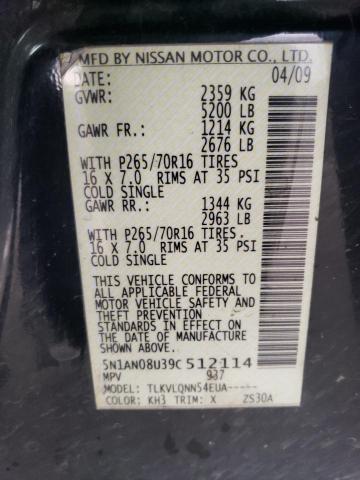 MFD BY NISSAN MOTOR CO., LTD.
DATE: 04/09
GVWR: 2359 KG
5200 LB
GAWR FR.: 1214 KG
2676 LB
WITH P265/70R16 TIRES
16 X 7.0 RIMS AT 35 PSI
COLD SINGLE
GAWR RR.: 1344 KG
2963 LB
WITH P265/70R16 TIRES.
16 X 7.0 RIMS AT 35 PSI
COLD SINGLE
THIS VEHICLE CONFORMS TO
ALL APPLICABLE FEDERAL
MOTOR VEHICLE SAFETY AND
THEFT PREVENTION
STANDARDS IN EFFECT ON
THE DATE OF MANUFACTURE
5N1AN08U39C512114
MPV 937
MODEL: TLKVLQNN54EUA-----
COLOR: KH3 TRIM: X ZS30A